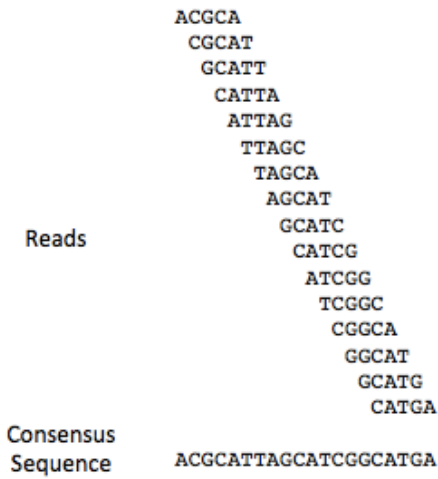 ACGCA
CGCAT
GCATT
CATTA
ATTAG
TTAGC
TAGCA
AGCAT
GCATC
Reads
CATCG
ATCGG
TCGGC
CGGCA
GGCAT
GCATG
CATGA
Consensus
Sequence ACGCATTAGCATCGGCATGA